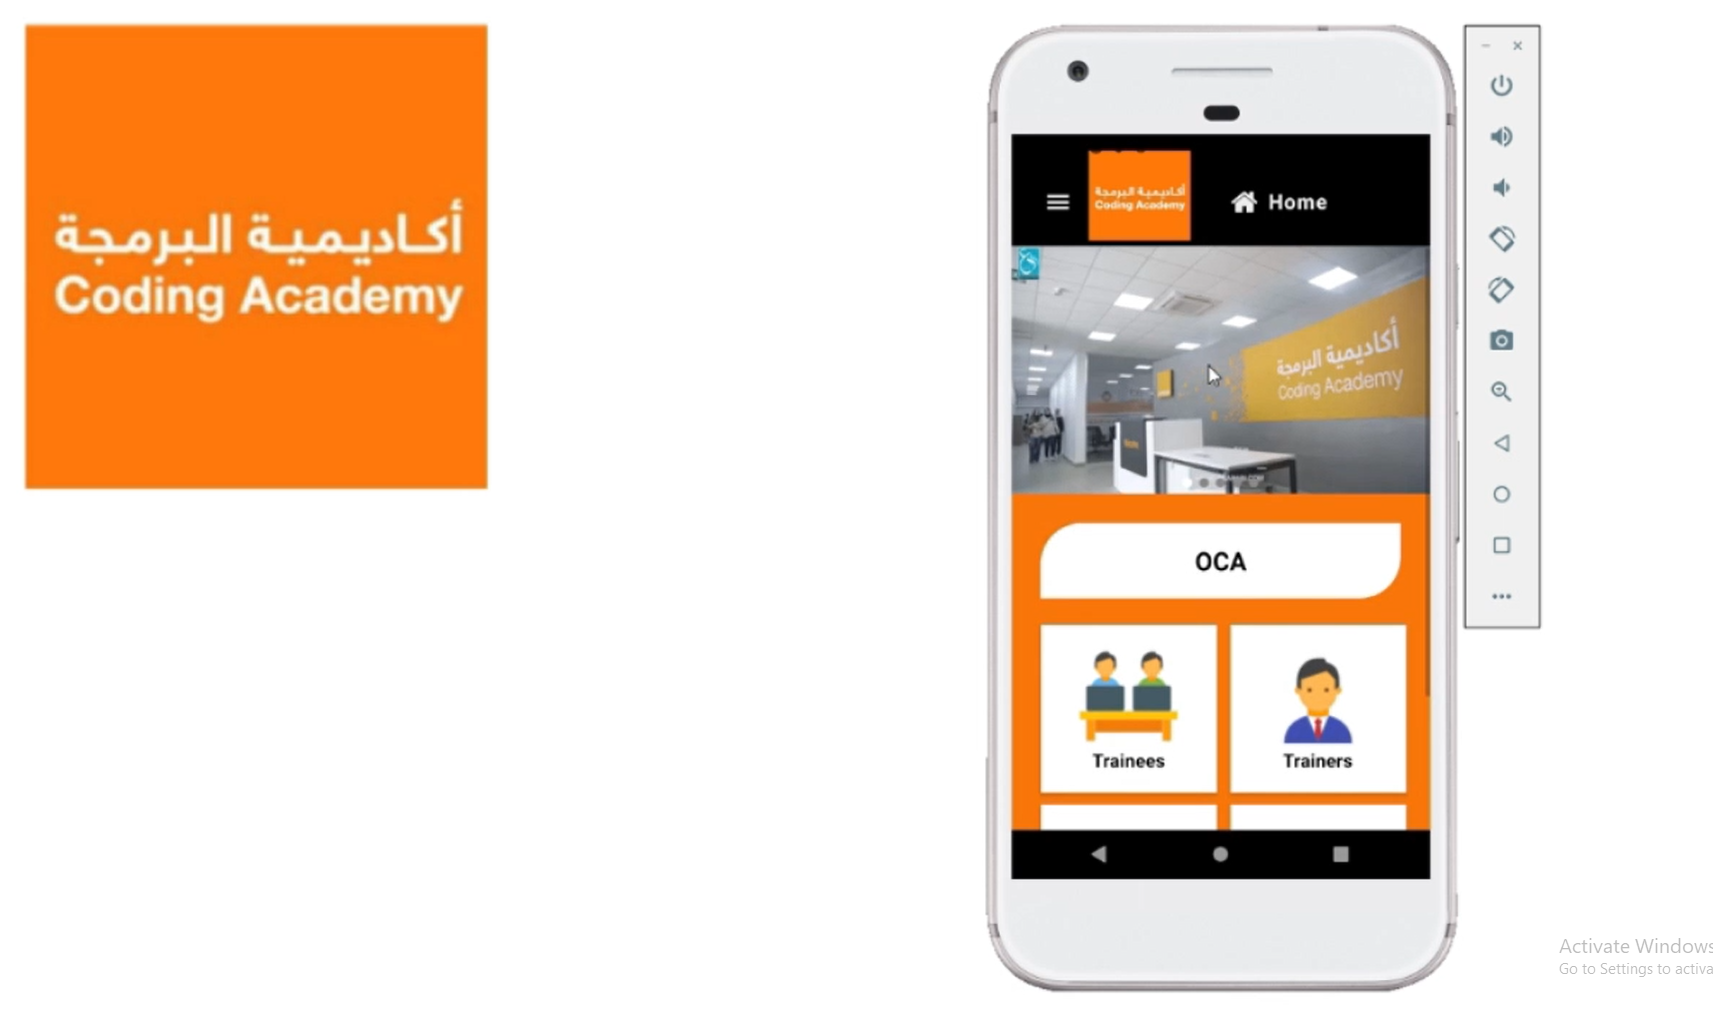 أكاديمية البرمجة
Coding Academy
أكاديمية البرمجة
Coding Academy
Home
أكاديمية البرمجة
Coding Academy
OCA
Trainees
Trainers
Activate Windows
Go to Settings to activa